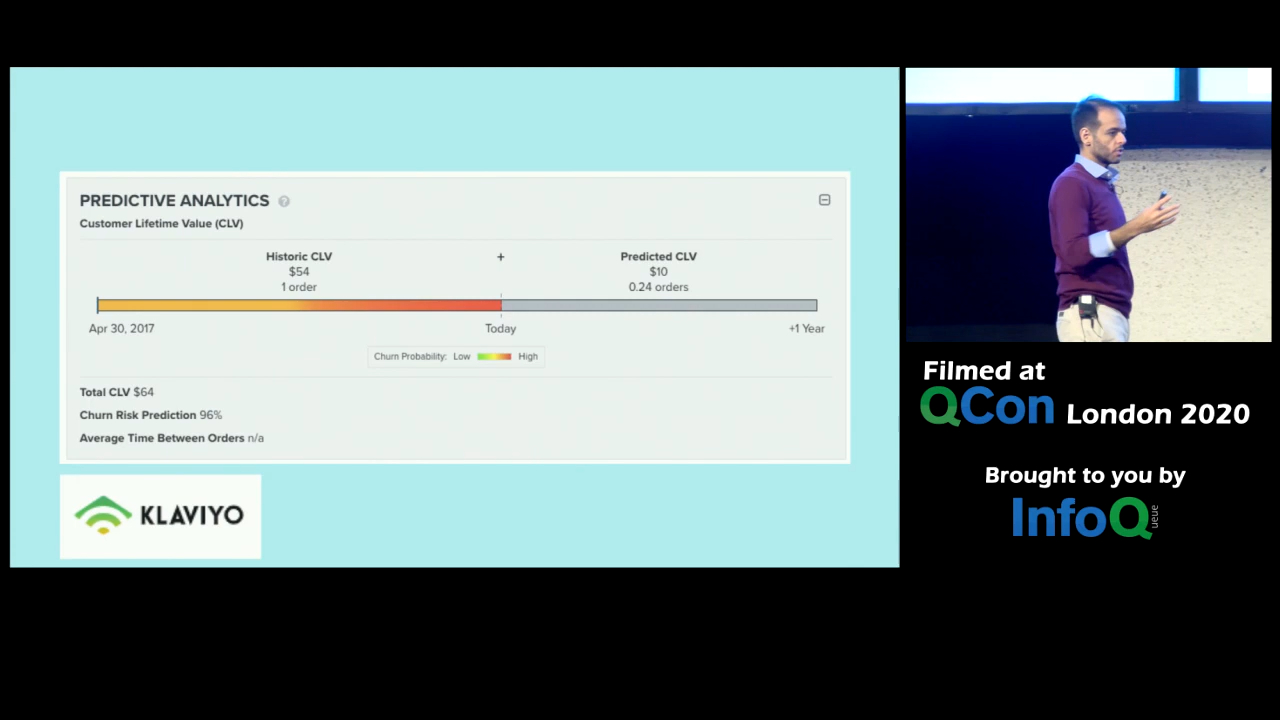 PREDICTIVE ANALYTICS ?
Customer Lifetime Value (CLV)
Historic CLV + Predicted CLV
$54 $10
1 order 0.24 orders
Apr 30, 2017 Today +1 Year
Churn Probability: Low High
Total CLV $64
Churn Risk Prediction 96%
Average Time Between Orders n/a
KLAVIYO
Filmed at
QCon London 2020
Brought to you by
InfoQ
ueue